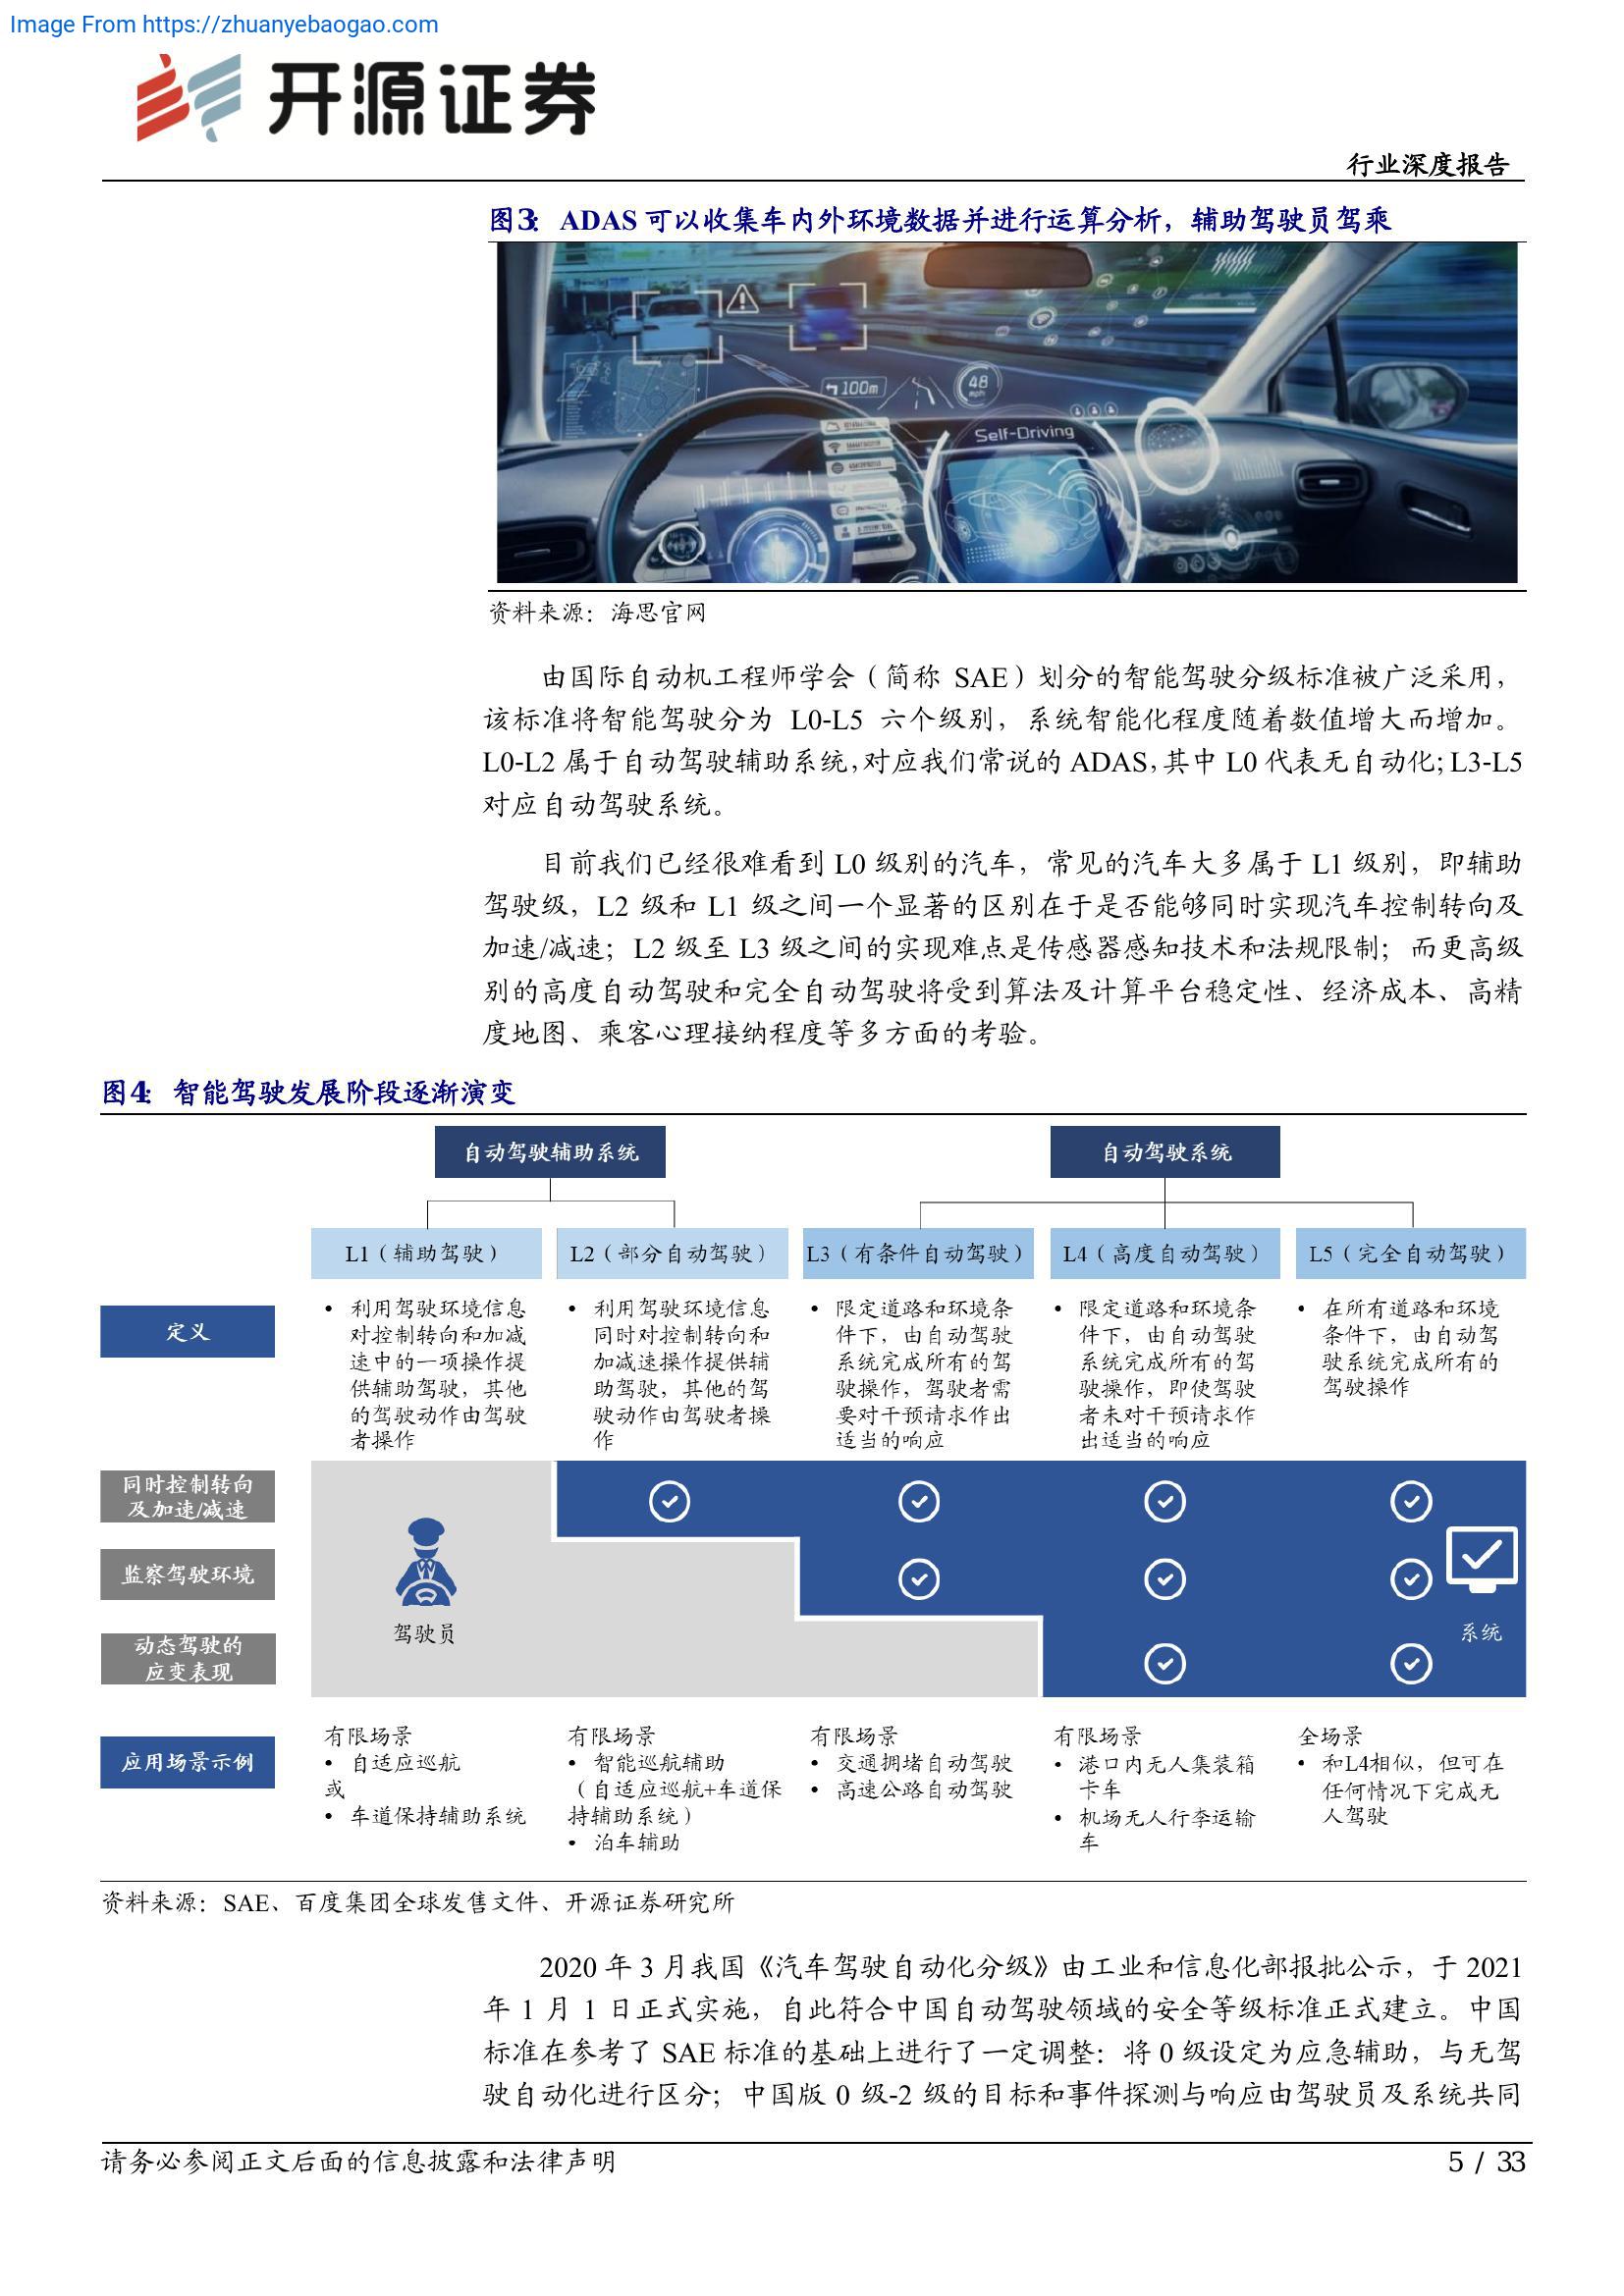 Image From https://zhuanyebaogao.com
开源证券
行业深度报告
图3： ADAS 可以收集车内外环境数据并进行运算分析，辅助驾驶员驾乘
100m
48
mph
Self-Driving
资料来源：海思官网
由国际自动机工程师学会（简称 SAE）划分的智能驾驶分级标准被广泛采用，
该标准将智能驾驶分为 L0-L5 六个级别，系统智能化程度随着数值增大而增加。
L0-L2 属于自动驾驶辅助系统，对应我们常说的 ADAS，其中 L0 代表无自动化；L3-L5
对应自动驾驶系统。
目前我们已经很难看到 L0 级别的汽车，常见的汽车大多属于 L1 级别，即辅助
驾驶级，L2 级和 L1 级之间一个显著的区别在于是否能够同时实现汽车控制转向及
加速/减速；L2 级至 L3 级之间的实现难点是传感器感知技术和法规限制；而更高级
别的高度自动驾驶和完全自动驾驶将受到算法及计算平台稳定性、经济成本、高精
度地图、乘客心理接纳程度等多方面的考验。
图4： 智能驾驶发展阶段逐渐演变
自动驾驶辅助系统
自动驾驶系统
L1（辅助驾驶）
L2（部分自动驾驶）
L3（有条件自动驾驶）
L4（高度自动驾驶）
L5（完全自动驾驶）
定义
• 利用驾驶环境信息
对控制转向和加减
速中的一项操作提
供辅助驾驶，其他
的驾驶动作由驾驶
者操作
• 利用驾驶环境信息
同时对控制转向和
加减速操作提供辅
助驾驶，其他的驾
驶动作由驾驶者操
作
• 限定道路和环境条
件下，由自动驾驶
系统完成所有的驾
驶操作，驾驶者需
要对干预请求作出
适当的响应
• 限定道路和环境条
件下，由自动驾驶
系统完成所有的驾
驶操作，即使驾驶
者未对干预请求作
出适当的响应
• 在所有道路和环境
条件下，由自动驾
驶系统完成所有的
驾驶操作
同时控制转向
及加速/减速
监察驾驶环境
动态驾驶的
应变表现
驾驶员
系统
应用场景示例
有限场景
• 自适应巡航
或
• 车道保持辅助系统
有限场景
• 智能巡航辅助
（自适应巡航+车道保
持辅助系统）
• 泊车辅助
有限场景
• 交通拥堵自动驾驶
• 高速公路自动驾驶
有限场景
• 港口内无人集装箱
卡车
• 机场无人行李运输
车
全场景
• 和L4相似，但可在
任何情况下完成无
人驾驶
资料来源：SAE、百度集团全球发售文件、开源证券研究所
2020 年 3 月我国《汽车驾驶自动化分级》由工业和信息化部报批公示，于 2021
年 1 月 1 日正式实施，自此符合中国自动驾驶领域的安全等级标准正式建立。中国
标准在参考了 SAE 标准的基础上进行了一定调整：将 0 级设定为应急辅助，与无驾
驶自动化进行区分；中国版 0 级-2 级的目标和事件探测与响应由驾驶员及系统共同
请务必参阅正文后面的信息披露和法律声明
5 / 33